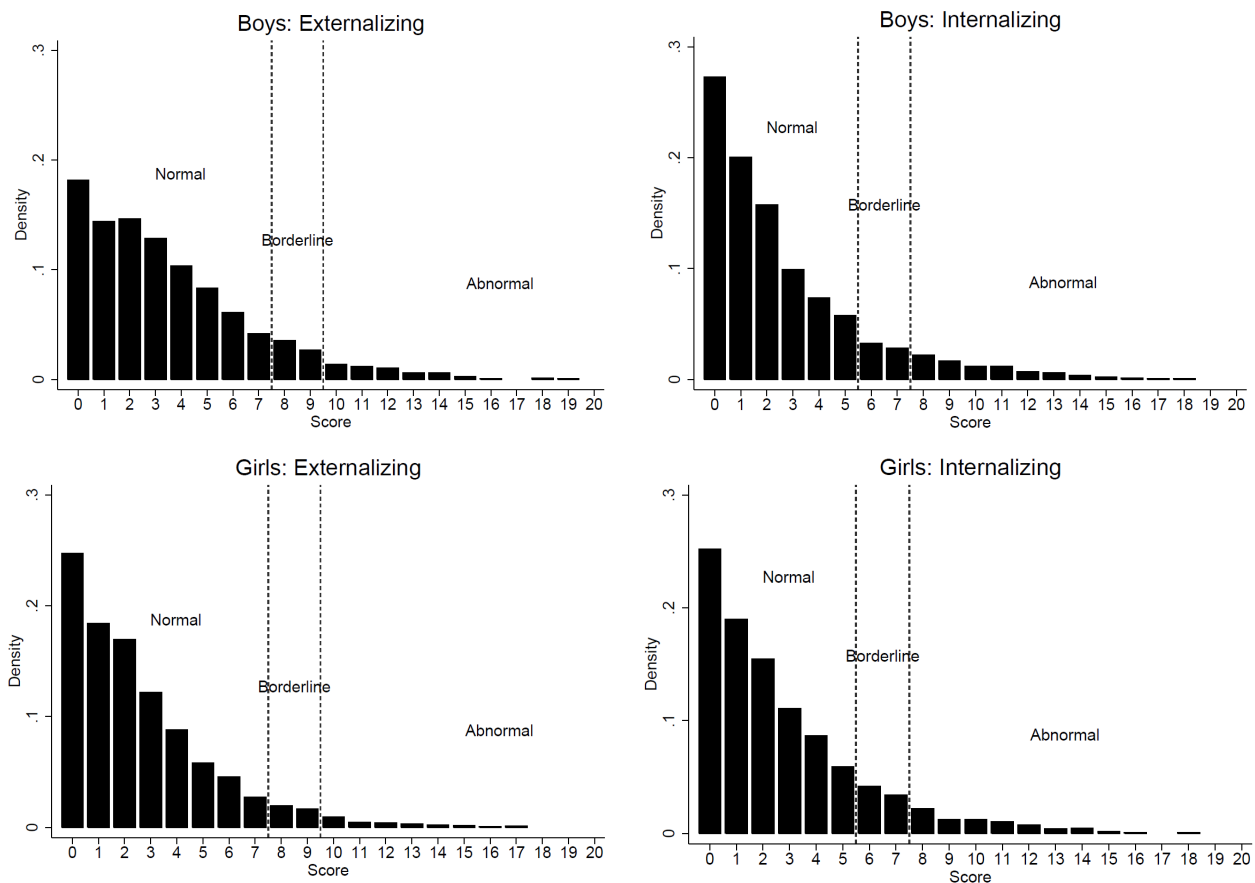 Boys: Externalizing
.3
.2
.1
0
Density
Normal
Borderline
Abnormal
0 1 2 3 4 5 6 7 8 9 10 11 12 13 14 15 16 17 18 19 20
Score
Boys: Internalizing
.3
.2
.1
0
Density
Normal
Borderline
Abnormal
0 1 2 3 4 5 6 7 8 9 10 11 12 13 14 15 16 17 18 19 20
Score
Girls: Externalizing
.3
.2
.1
0
Density
Normal
Borderline
Abnormal
0 1 2 3 4 5 6 7 8 9 10 11 12 13 14 15 16 17 18 19 20
Score
Girls: Internalizing
.3
.2
.1
0
Density
Normal
Borderline
Abnormal
0 1 2 3 4 5 6 7 8 9 10 11 12 13 14 15 16 17 18 19 20
Score